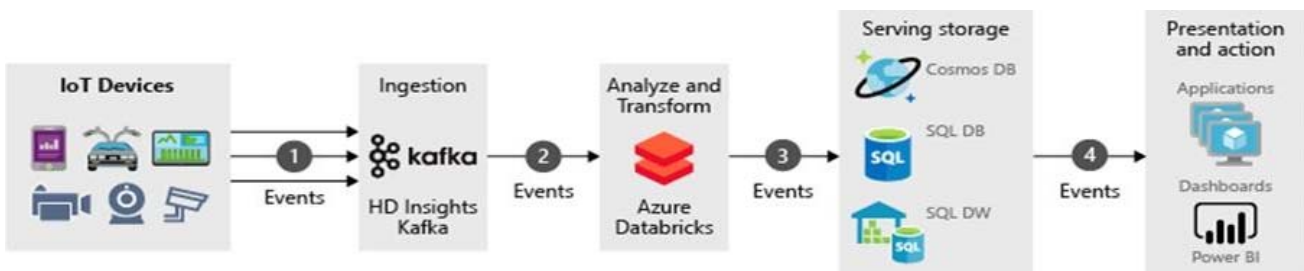 IoT Devices
1
Events
Ingestion
kafka
HD Insights
Kafka
2
Events
Analyze and
Transform
Azure
Databricks
3
Events
Serving storage
Cosmos DB
SQL
SQL DB
SQL
SQL DW
4
Events
Presentation
and action
Applications
Dashboards
Power BI